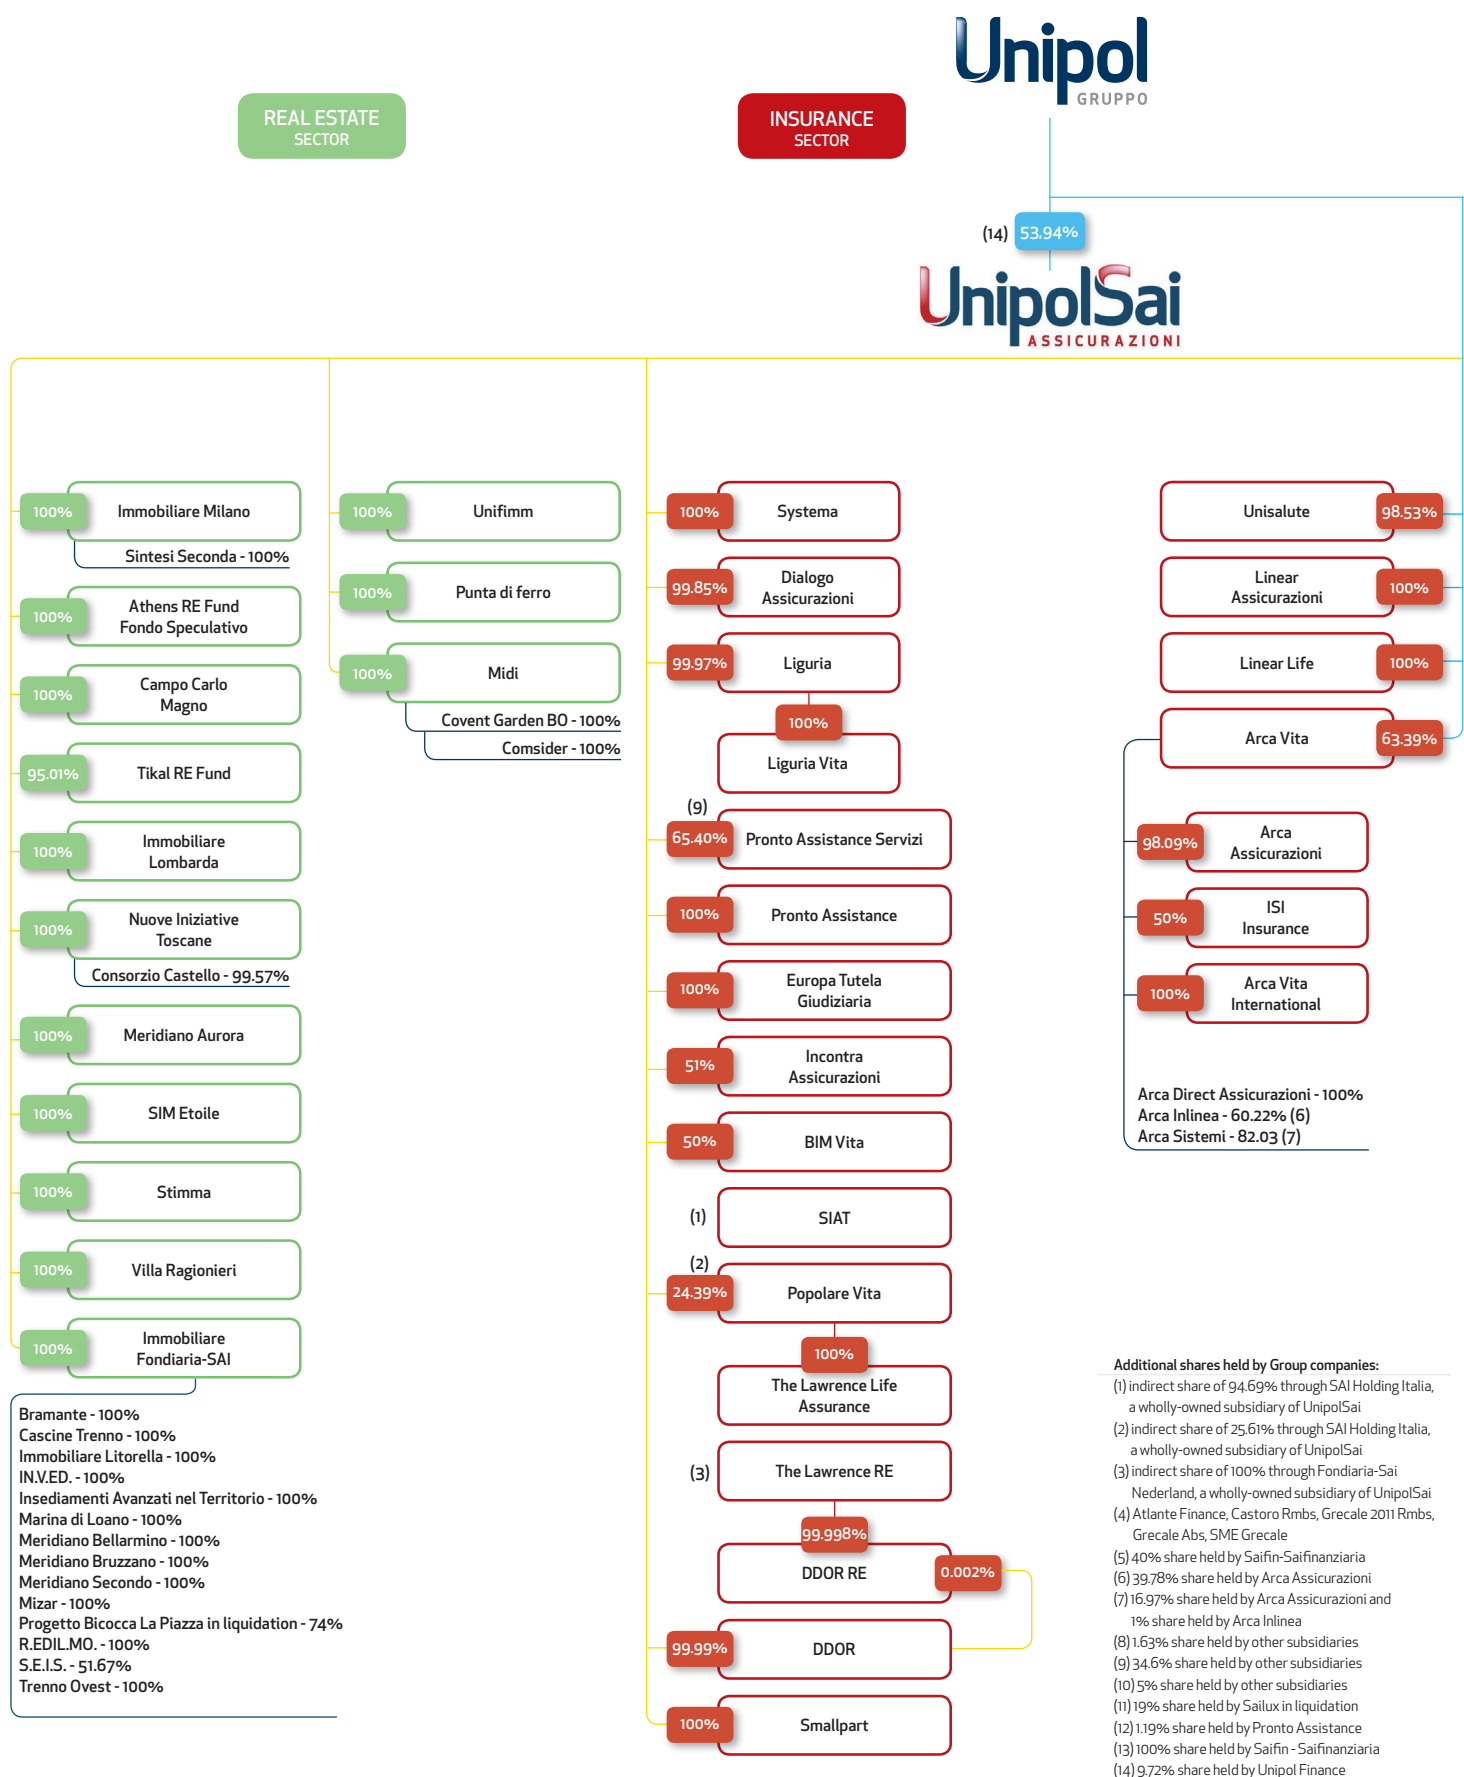 Unipol
GRUPPO
REAL ESTATE
SECTOR
INSURANCE
SECTOR
(14) 53,94%
UnipolSai
ASSICURAZIONI
100%
Immobiliare Milano
Sintesi Seconda - 100%
100%
Athens RE Fund
Fondo Speculativo
100%
Campo Carlo
Magno
95.01%
Tikal RE Fund
100%
Immobiliare
Lombarda
100%
Nuove Iniziative
Toscane
Consorzio Castello - 99.57%
100%
Meridiano Aurora
100%
SIM Etoile
100%
Stimma
100%
Villa Ragionieri
100%
Immobiliare
Fondiaria-SAI
Bramante - 100%
Cascine Trenno - 100%
Immobiliare Litorella - 100%
IN.V.ED. - 100%
Insediamenti Avanzati nel Territorio - 100%
Marina di Loano - 100%
Meridiano Bellarmino - 100%
Meridiano Bruzzano - 100%
Meridiano Secondo - 100%
Mizar - 100%
Progetto Bicocca La Piazza in liquidation - 74%
R.EDIL.MO. - 100%
S.E.I.S. - 51.67%
Trenno Ovest - 100%
100%
Unifimm
100%
Punta di ferro
100%
Midi
Covent Garden BO - 100%
Comsider - 100%
100%
Systema
99.85%
Dialogo
Assicurazioni
99.97%
Liguria
100%
Liguria Vita
(9)
65.40%
Pronto Assistance Servizi
100%
Pronto Assistance
100%
Europa Tutela
Giudiziaria
51%
Incontra
Assicurazioni
50%
BIM Vita
(1)
SIAT
(2)
24.39%
Popolare Vita
100%
The Lawrence Life
Assurance
(3)
The Lawrence RE
99.998%
DDOR RE
0.002%
99.99%
DDOR
100%
Smallpart
Unisalute
98.53%
Linear
Assicurazioni
100%
Linear Life
100%
Arca Vita
63.39%
98.09%
Arca
Assicurazioni
50%
ISI
Insurance
100%
Arca Vita
International
Arca Direct Assicurazioni - 100%
Arca Inlinea - 60.22% (6)
Arca Sistemi - 82.03 (7)
Additional shares held by Group companies:
(1) indirect share of 94.69% through SAI Holding Italia,
a wholly-owned subsidiary of UnipolSai
(2) indirect share of 25.61% through SAI Holding Italia,
a wholly-owned subsidiary of UnipolSai
(3) indirect share of 100% through Fondiaria-Sai
Nederland, a wholly-owned subsidiary of UnipolSai
(4) Atlante Finance, Castoro Rmbs, Grecale 2011 Rmbs,
Grecale Abs, SME Grecale
(5) 40% share held by Saifin-Saifinanziaria
(6) 39.78% share held by Arca Assicurazioni
(7) 16.97% share held by Arca Assicurazioni and
1% share held by Arca Inlinea
(8) 1.63% share held by other subsidiaries
(9) 34.6% share held by other subsidiaries
(10) 5% share held by other subsidiaries
(11) 19% share held by Sailux in liquidation
(12) 1.19% share held by Pronto Assistance
(13) 100% share held by Saifin - Saifinanziaria
(14) 9.72% share held by Unipol Finance